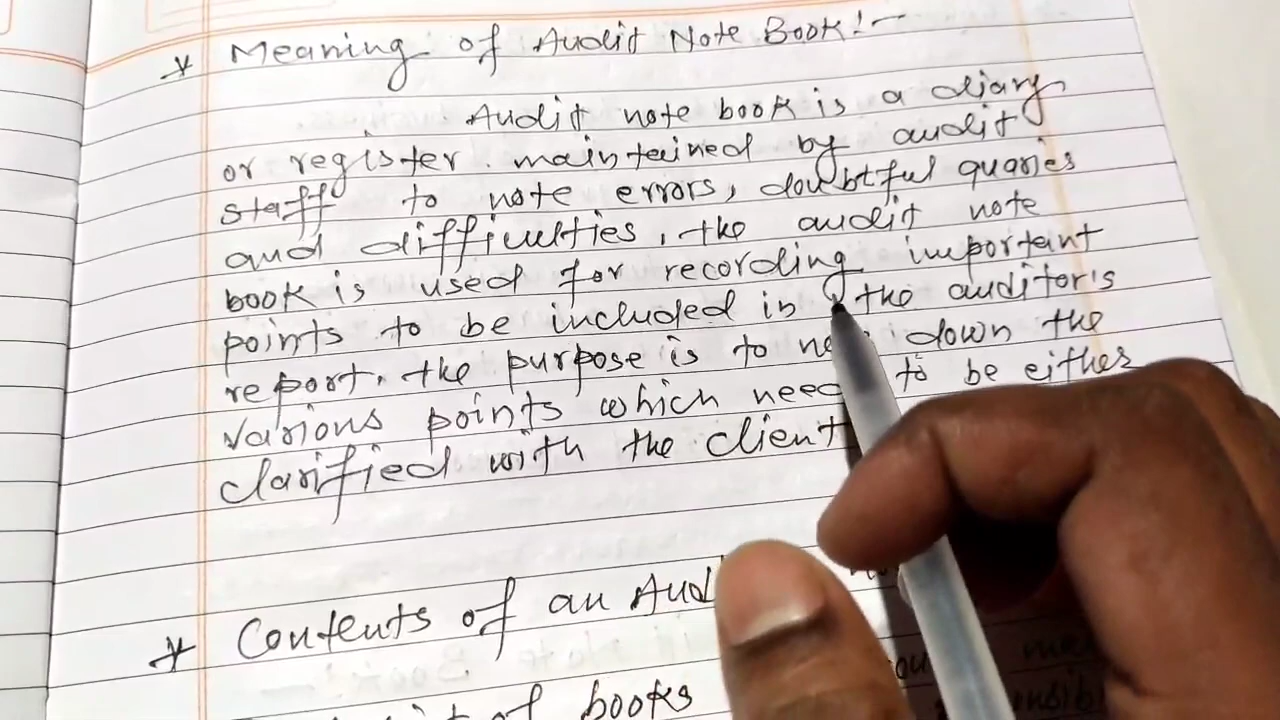 * Meaning of Audit Note Book:-
Audit note book is a diary
or register maintained by audit
staff to note errors, doubtful quaries
and difficulties, the audit note
book is used for recording important
points to be included in the auditor's
report. the purpose is to down the
various points which need to be either
clarified with the client
* Contents of an
of books